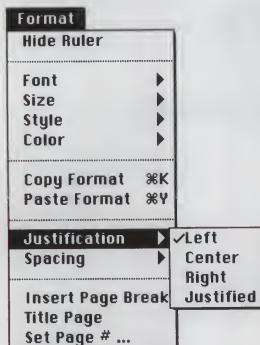 Format
Hide Ruler
Font
Size
Style
Color
Copy Format ⌘K
Paste Format ⌘Y
Justification ✓Left
Spacing Center
Right
Justified
Insert Page Break
Title Page
Set Page # ...